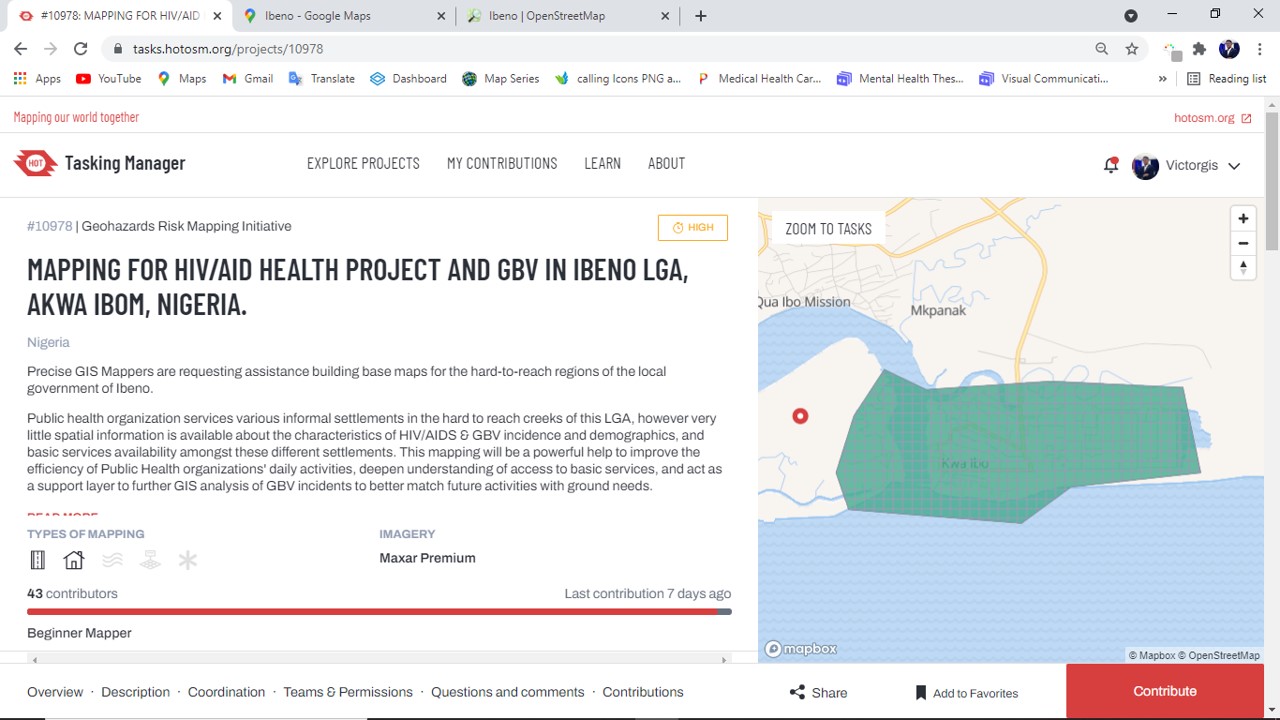 #10978: MAPPING FOR HIV/AID
Ibeno - Google Maps
Ibeno | OpenStreetMap
tasks.hotosm.org/projects/10978
Apps
YouTube
Maps
Gmail
Translate
Dashboard
Map Series
calling Icons PNG a...
Medical Health Car...
Mental Health Thes...
Visual Communicati...
»
Reading list
Mapping our world together
hotosm.org
HOT
Tasking Manager
EXPLORE PROJECTS
MY CONTRIBUTIONS
LEARN
ABOUT
Victorgis
#10978 | Geohazards Risk Mapping Initiative
HIGH
MAPPING FOR HIV/AID HEALTH PROJECT AND GBV IN IBENO LGA,
AKWA IBOM, NIGERIA.
Nigeria
Precise GIS Mappers are requesting assistance building base maps for the hard-to-reach regions of the local
government of Ibeno.
Public health organization services various informal settlements in the hard to reach creeks of this LGA, however very
little spatial information is available about the characteristics of HIV/AIDS & GBV incidence and demographics, and
basic services availability amongst these different settlements. This mapping will be a powerful help to improve the
efficiency of Public Health organizations' daily activities, deepen understanding of access to basic services, and act as
a support layer to further GIS analysis of GBV incidents to better match future activities with ground needs.
READ MORE
TYPES OF MAPPING
IMAGERY
Maxar Premium
43 contributors
Last contribution 7 days ago
Beginner Mapper
ZOOM TO TASKS
Qua Ibo Mission
Mkpanak
Kwa Ibo
mapbox
© Mapbox © OpenStreetMap
Overview · Description · Coordination · Teams & Permissions · Questions and comments · Contributions
Share
Add to Favorites
Contribute